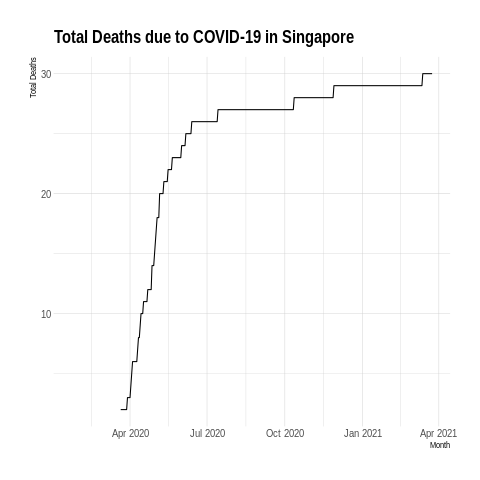 Total Deaths due to COVID-19 in Singapore
Total Deaths
30
20
10
Apr 2020 Jul 2020 Oct 2020 Jan 2021 Apr 2021
Month